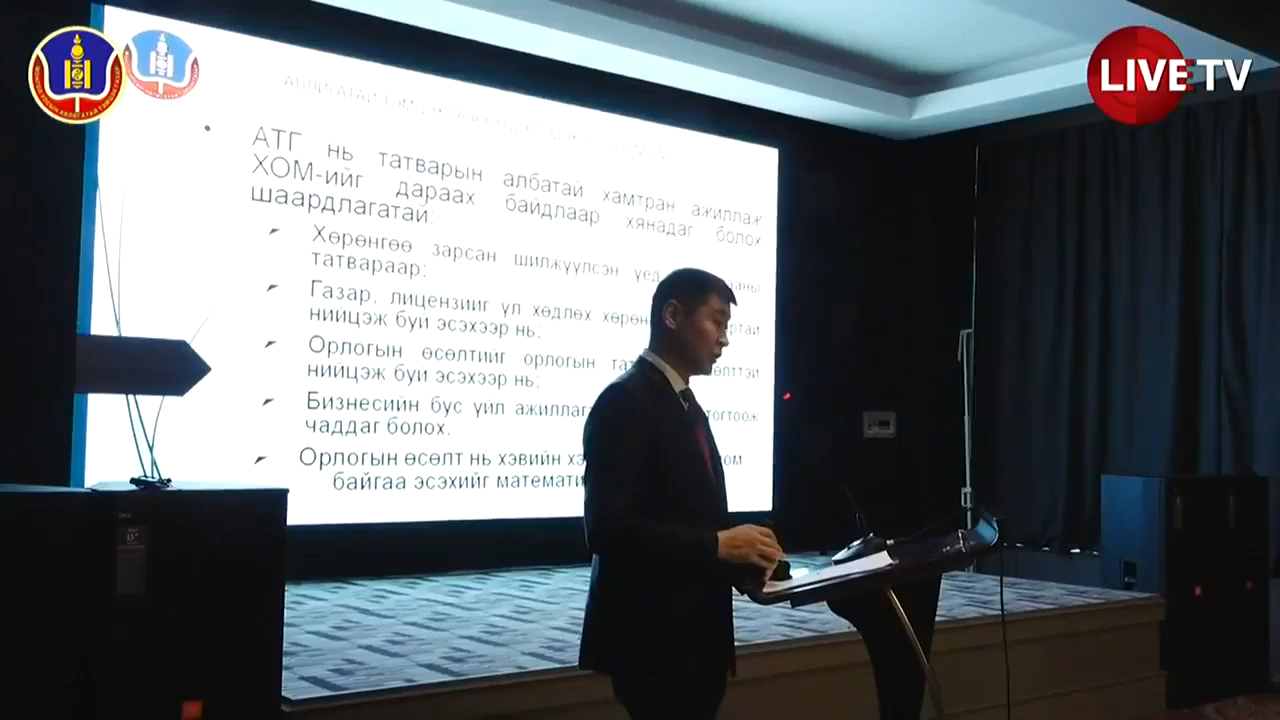 LIVE TV
АТГ нь татварын албатай хамтран ажиллаж
ХОМ-ийг дараах байдлаар хянадаг болох
шаардлагатай:
Хөрөнгөө зарсан шилжүүлсэн үед
татвараар;
Газар, лицензийг үл хөдлөх
нийцэж буй эсэхээр нь;
Орлогын өсөлтийг орлогын
нийцэж буй эсэхээр нь;
Бизнесийн бус үйл
чаддаг болох.
Орлогын өсөлт нь хэвийн
байгаа эсэхийг